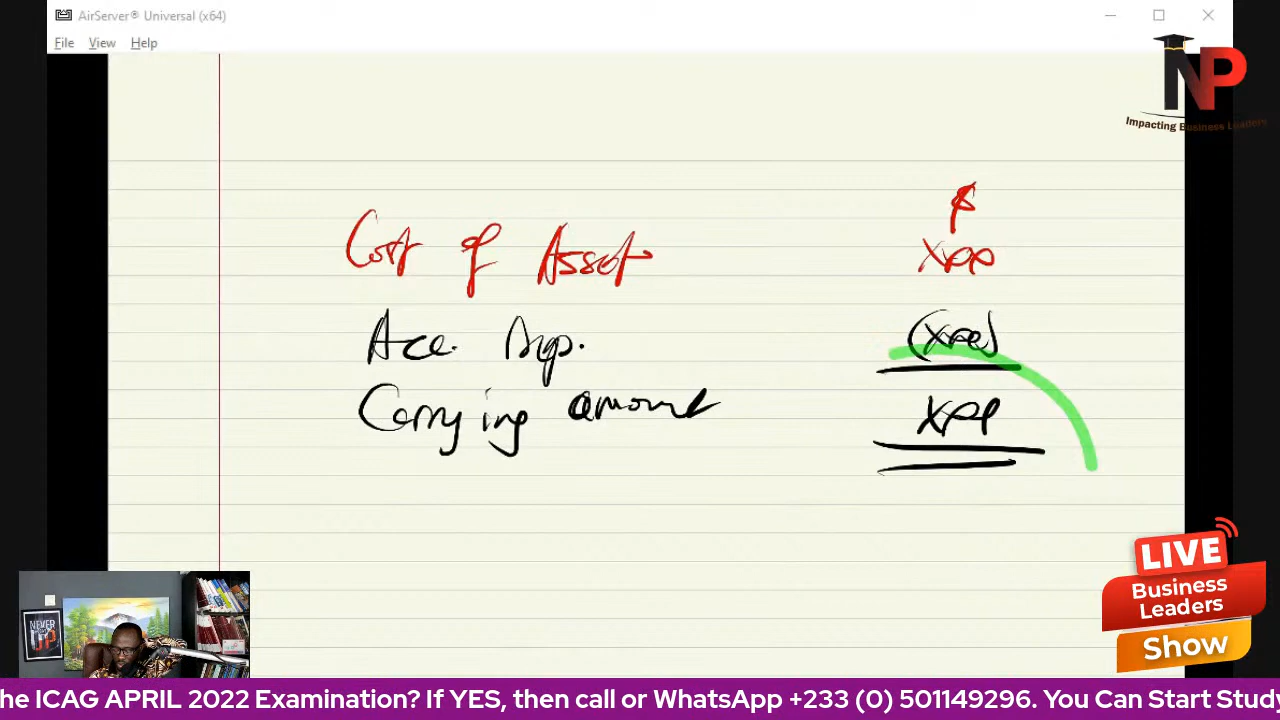 AirServer® Universal (x64)
File View Help
NP
Impacting Business Leaders
$
Cost of Asset xxx
Acc. Dep. (xxx)
Carrying amount xxx
NEVER
UP
LIVE
Business
Leaders
Show
he ICAG APRIL 2022 Examination? If YES, then call or WhatsApp +233 (0) 501149296. You Can Start Study